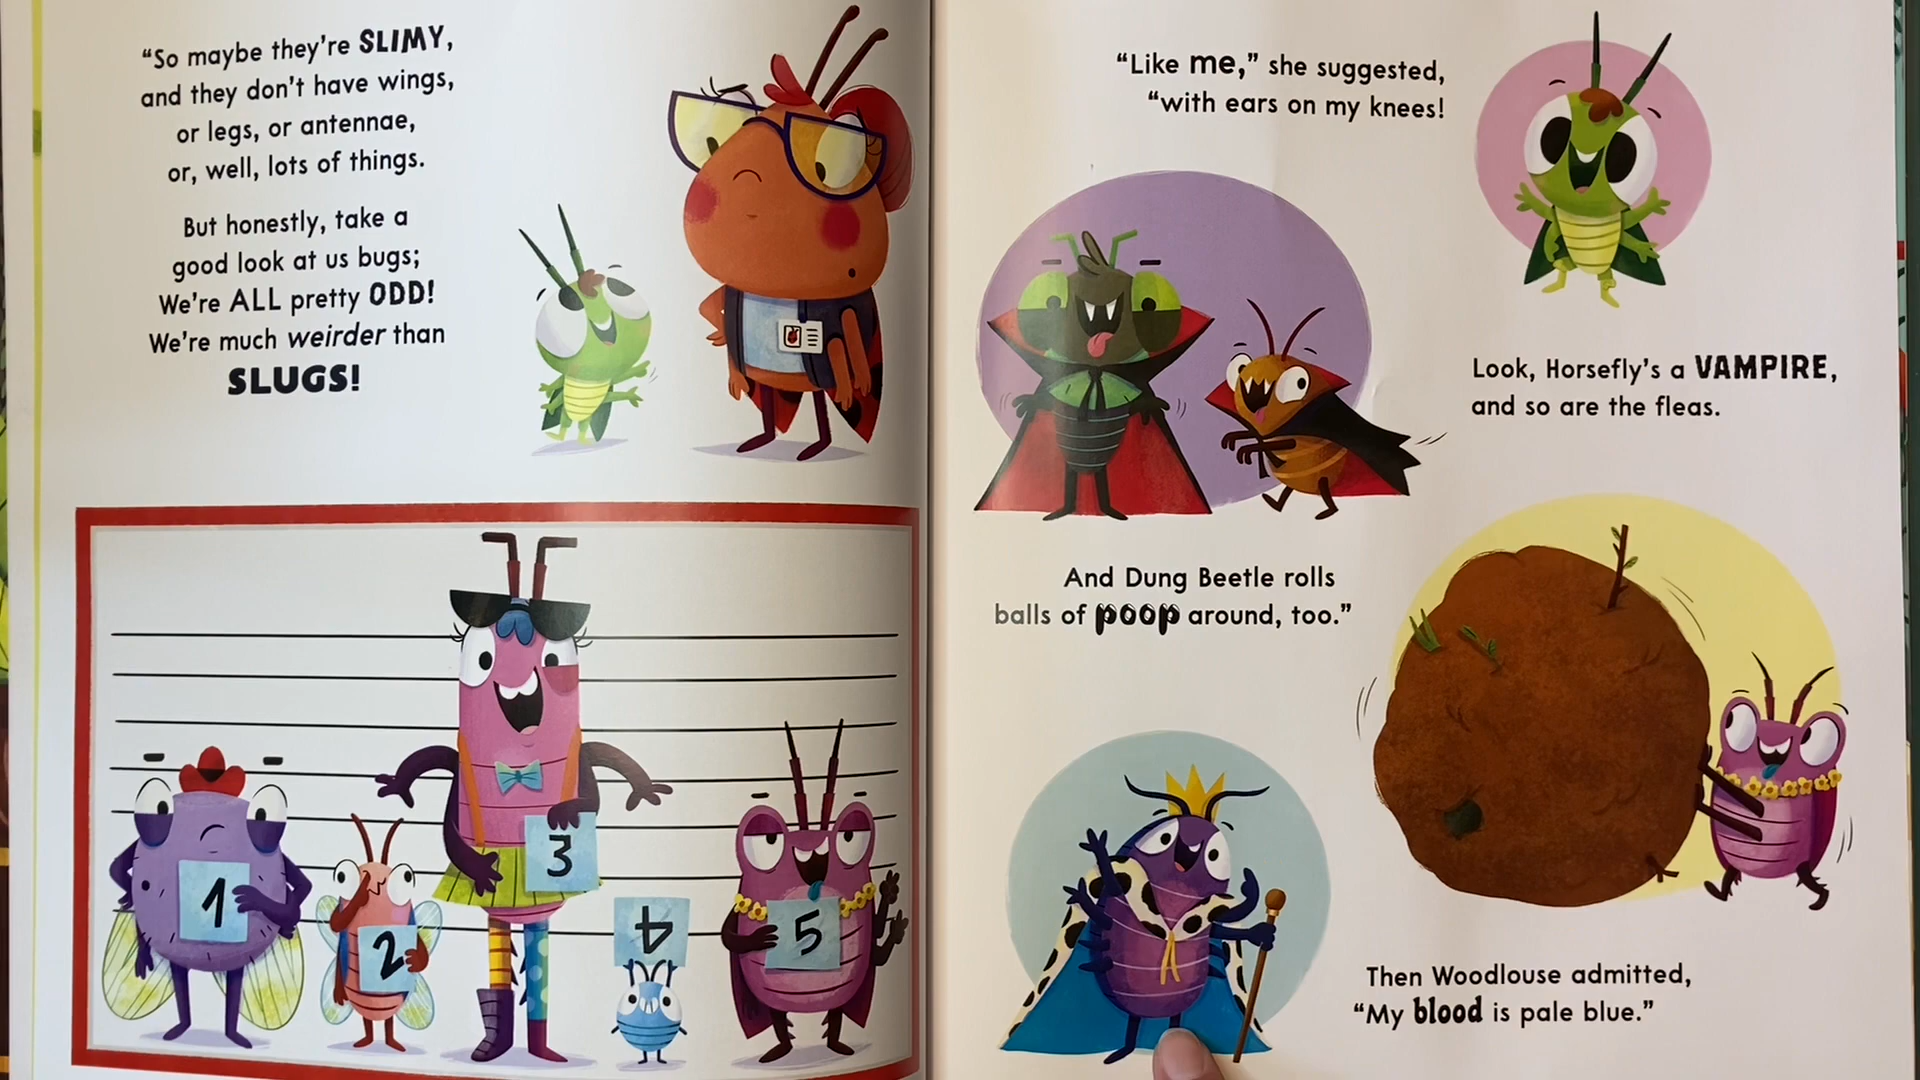 “So maybe they’re SLIMY,
and they don’t have wings,
or legs, or antennae,
or, well, lots of things.
But honestly, take a
good look at us bugs;
We’re ALL pretty ODD!
We’re much weirder than
SLUGS!
1
2
3
4
5
“Like me,” she suggested,
“with ears on my knees!
Look, Horsefly’s a VAMPIRE,
and so are the fleas.
And Dung Beetle rolls
balls of poop around, too.”
Then Woodlouse admitted,
“My blood is pale blue.”